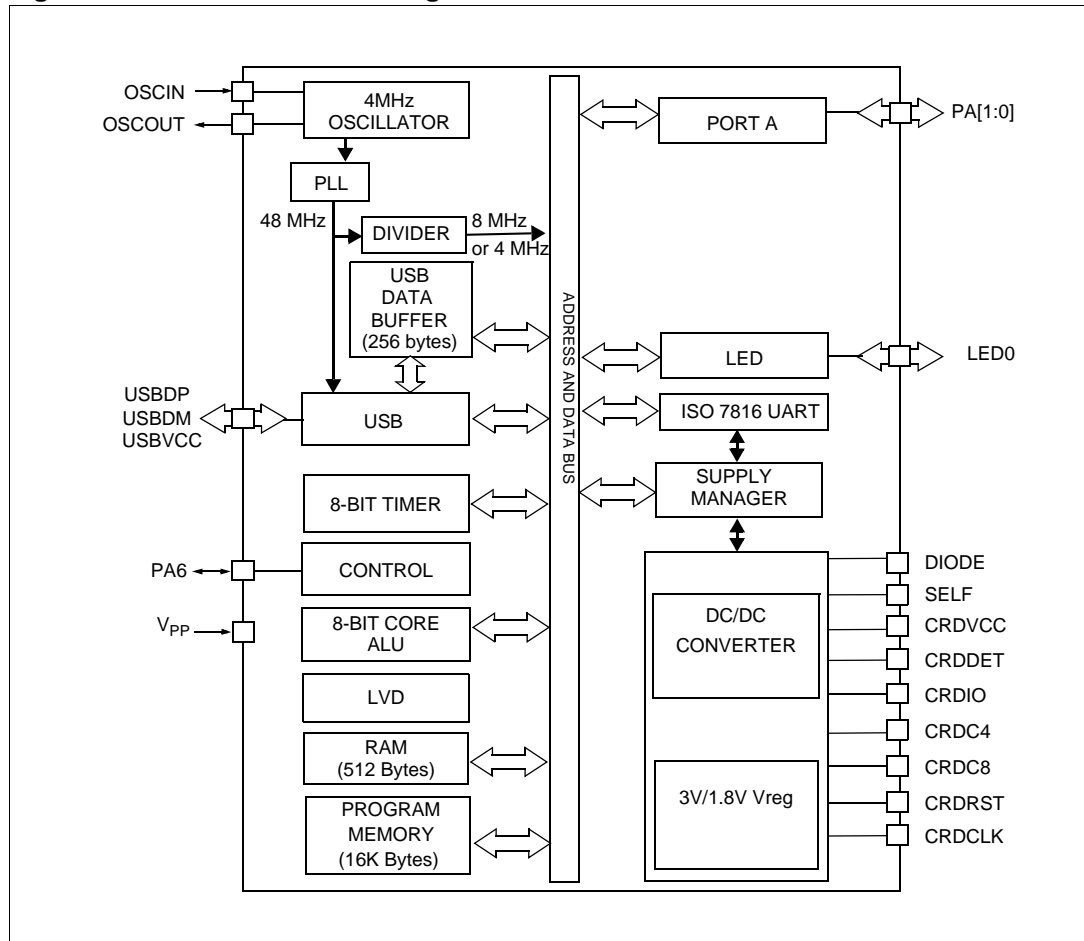 OSCIN
OSCOUT
4MHz
OSCILLATOR
PLL
48 MHz
DIVIDER
8 MHz
or 4 MHz
USB
DATA
BUFFER
(256 bytes)
USBDP
USBDM
USBVCC
USB
8-BIT TIMER
PA6
CONTROL
VPP
8-BIT CORE
ALU
LVD
RAM
(512 Bytes)
PROGRAM
MEMORY
(16K Bytes)
ADDRESS AND DATA BUS
PORT A
PA[1:0]
LED
LED0
ISO 7816 UART
SUPPLY
MANAGER
DC/DC
CONVERTER
3V/1.8V Vreg
DIODE
SELF
CRDVCC
CRDDET
CRDIO
CRDC4
CRDC8
CRDRST
CRDCLK